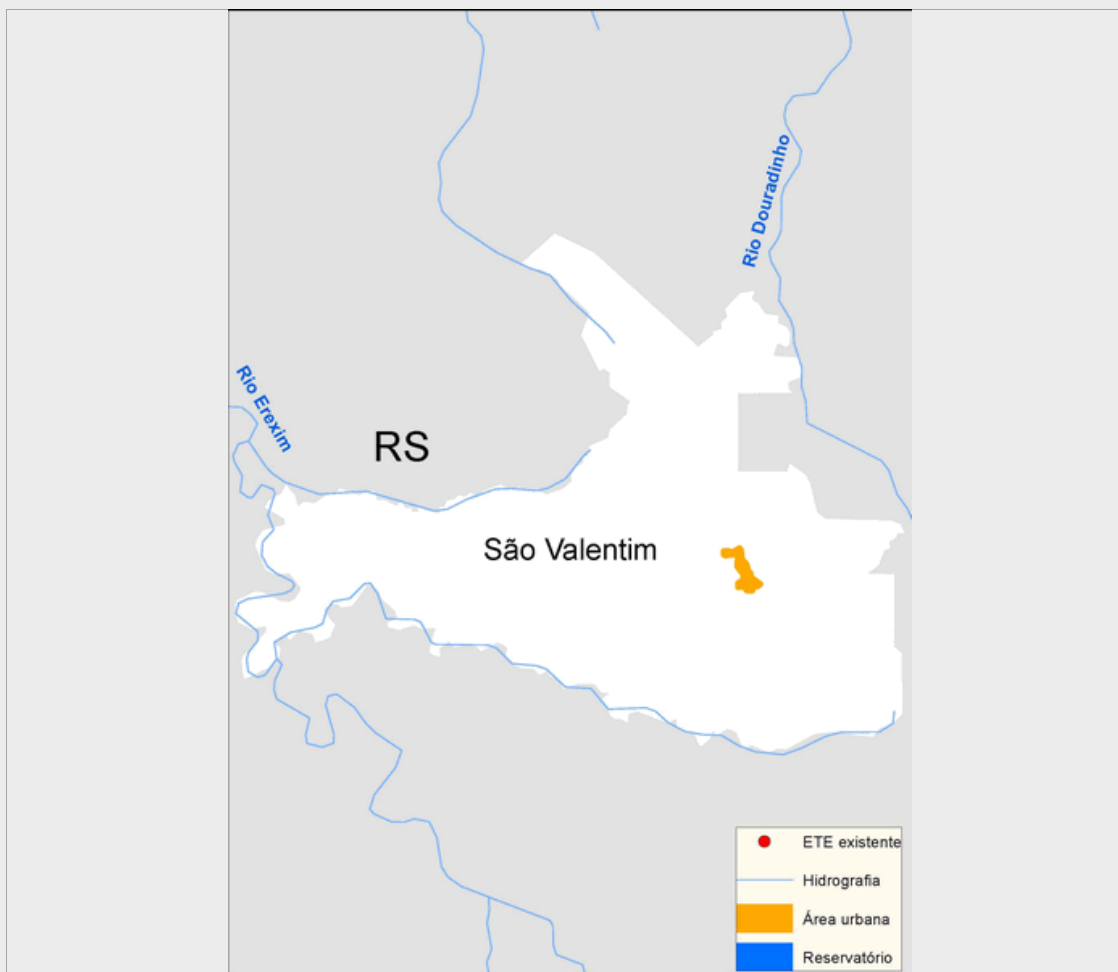 Rio Douradinho
Rio Erexim
RS
São Valentim
ETE existente
Hidrografia
Área urbana
Reservatório